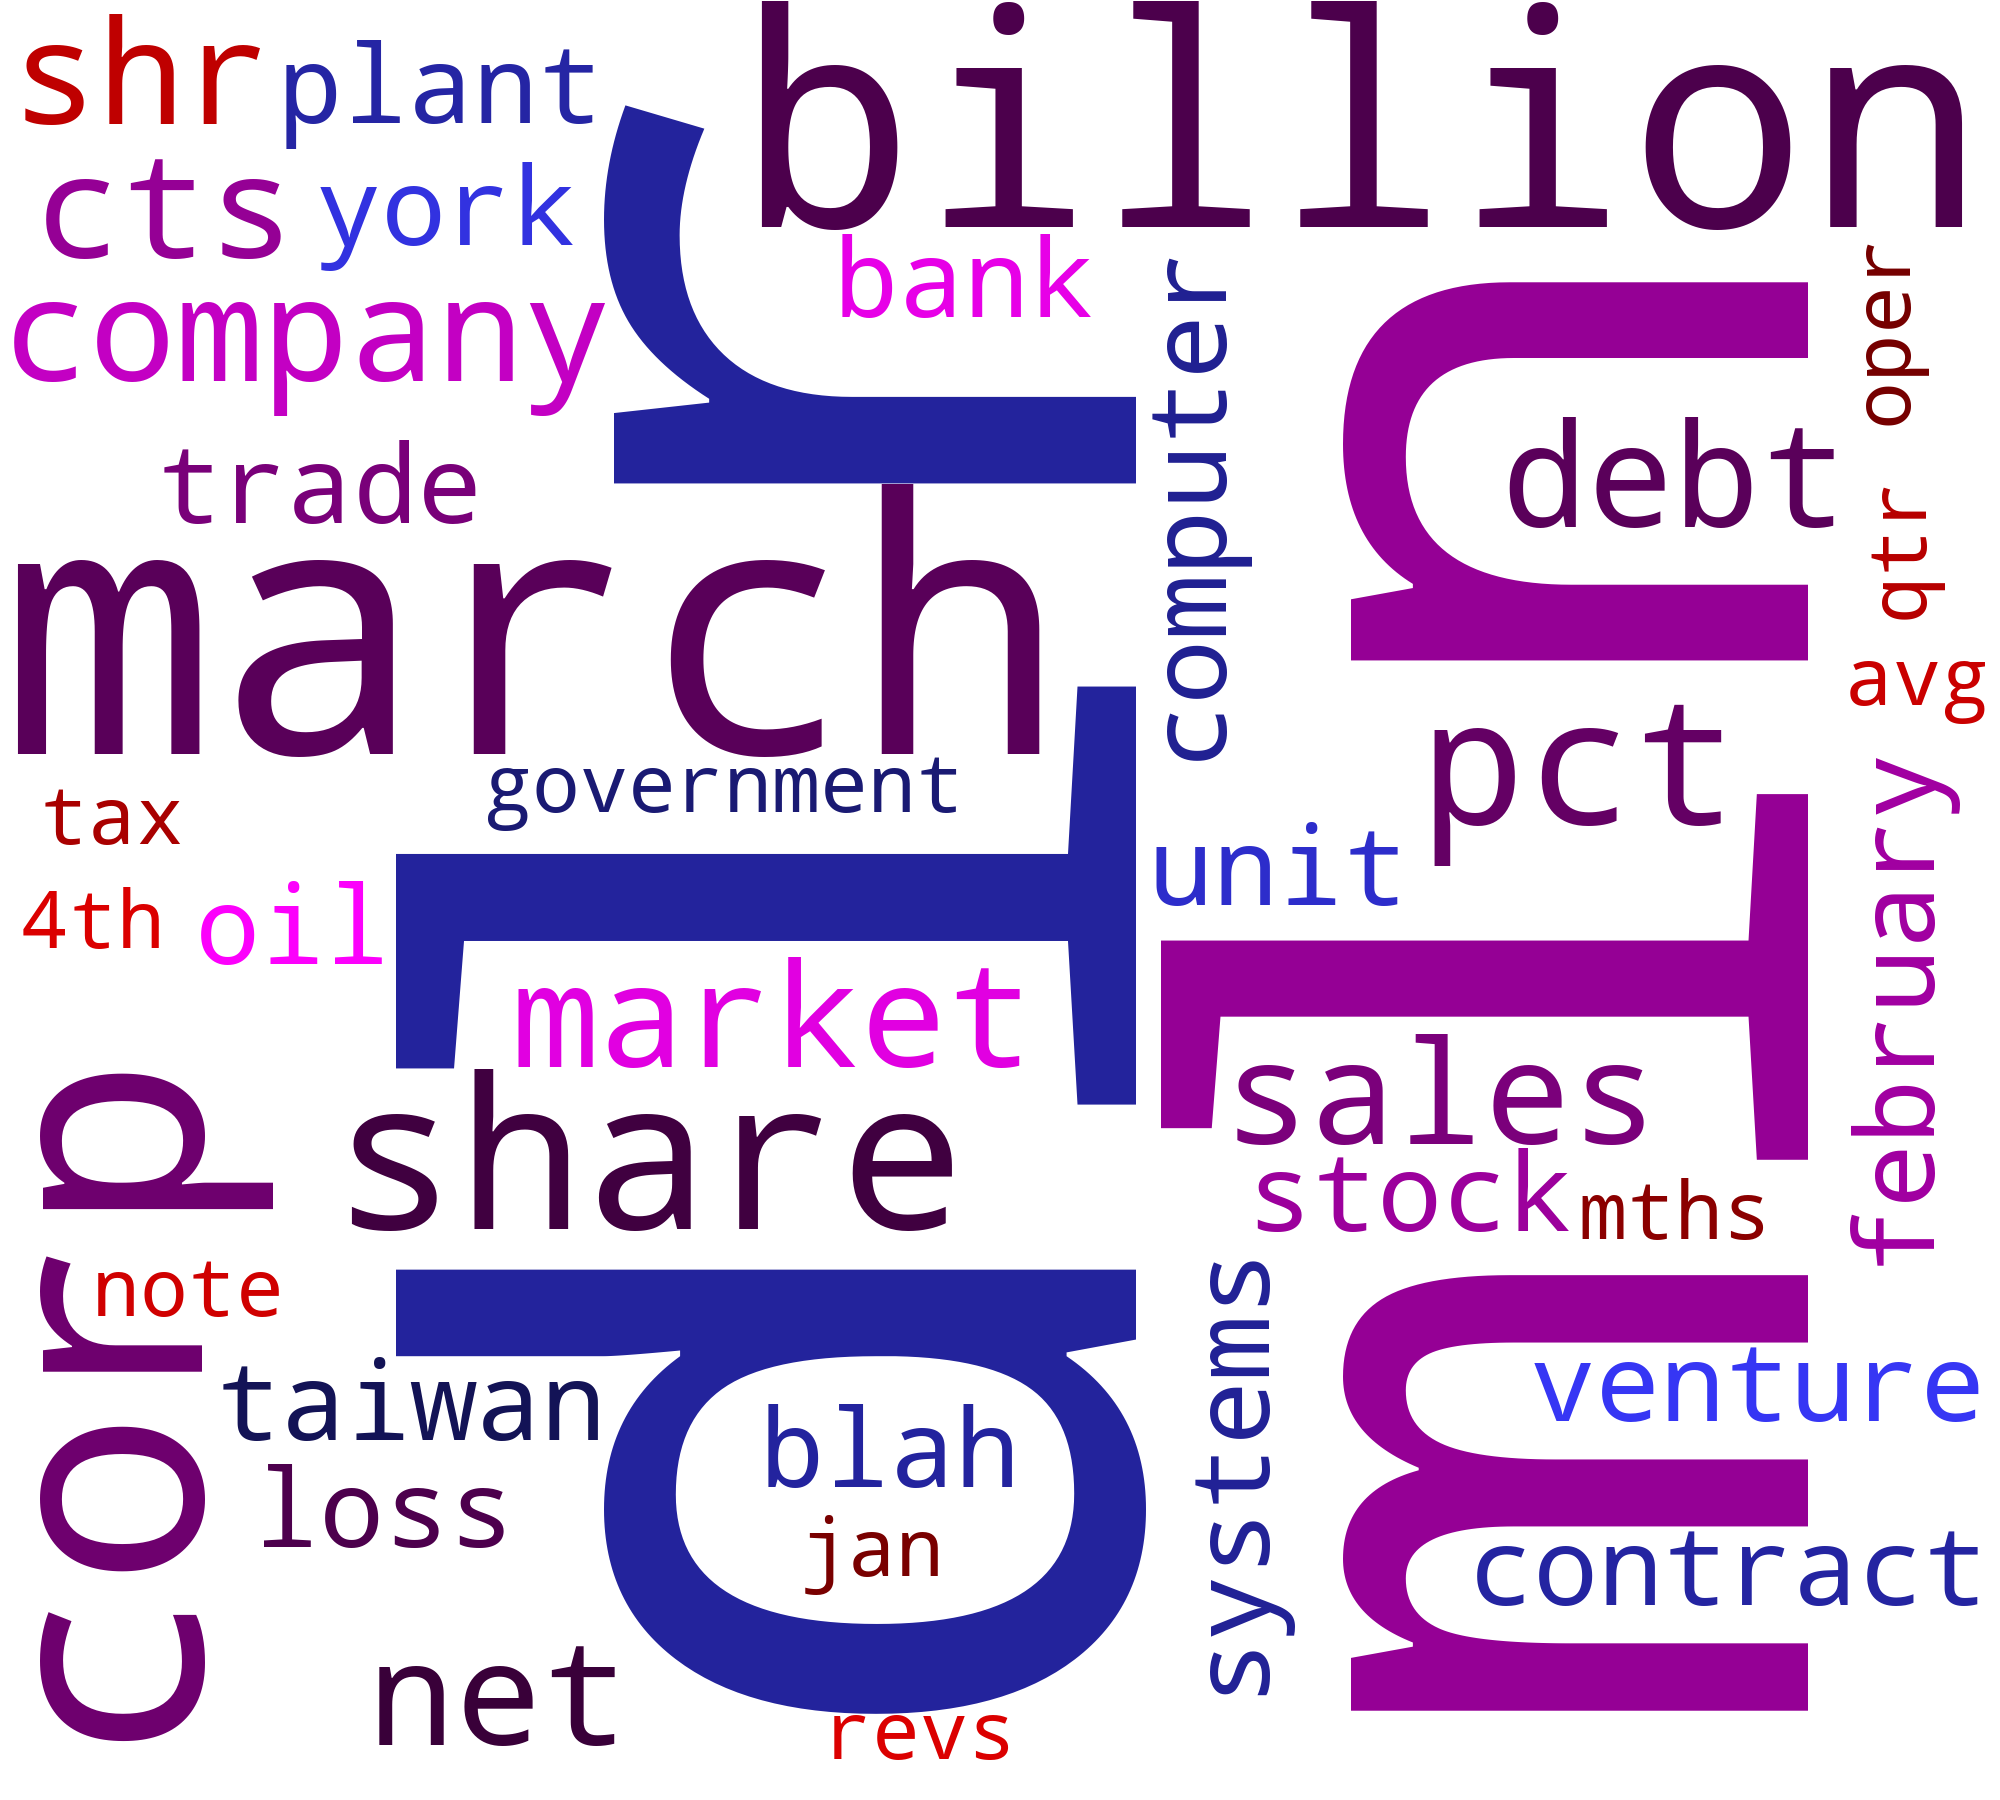 billion
shr
plant
cts
york
bank
company
dlr
computer
oper
debt
trade
qtr
march
mln
avg
pct
government
tax
unit
february
4th
oil
market
sales
share
stock
mths
corp
note
systems
taiwan
venture
blah
loss
jan
contract
net
revs